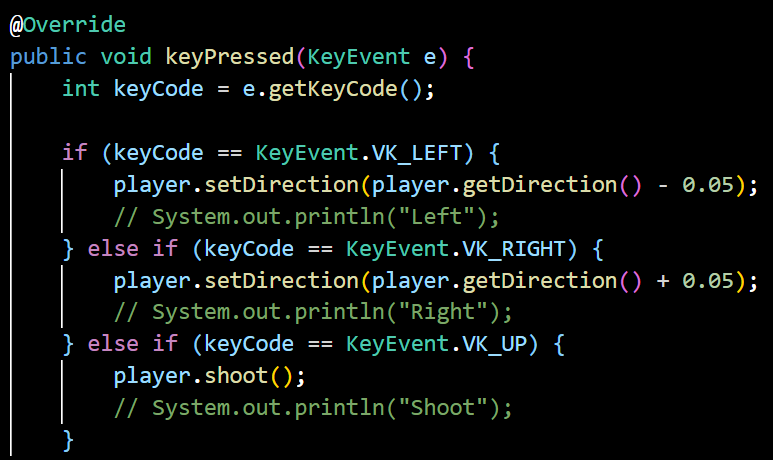 @Override
public void keyPressed(KeyEvent e) {
    int keyCode = e.getKeyCode();

    if (keyCode == KeyEvent.VK_LEFT) {
        player.setDirection(player.getDirection() - 0.05);
        // System.out.println("Left");
    } else if (keyCode == KeyEvent.VK_RIGHT) {
        player.setDirection(player.getDirection() + 0.05);
        // System.out.println("Right");
    } else if (keyCode == KeyEvent.VK_UP) {
        player.shoot();
        // System.out.println("Shoot");
    }